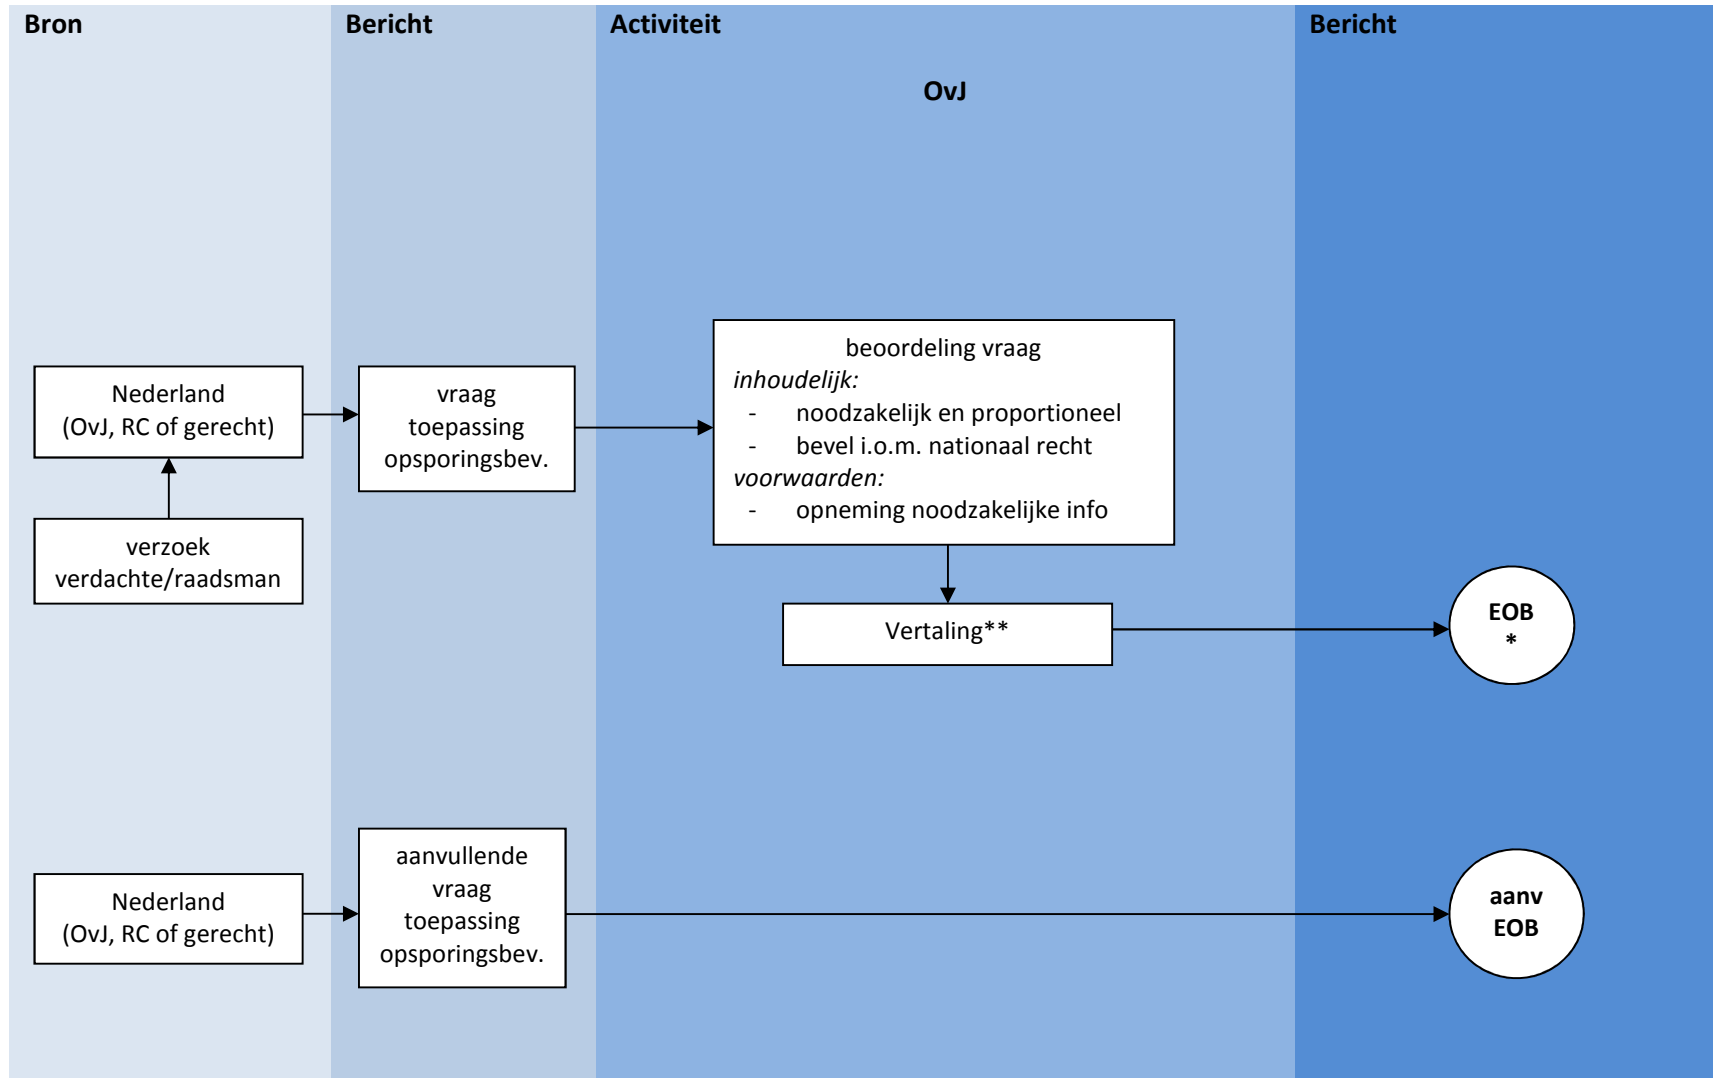 Bron
Bericht
Activiteit
Bericht
OvJ
Nederland
(OvJ, RC of gerecht)
verzoek
verdachte/raadsman
vraag
toepassing
opsporingsbev.
beoordeling vraag
inhoudelijk:
- noodzakelijk en proportioneel
- bevel i.o.m. nationaal recht
voorwaarden:
- opneming noodzakelijke info
Vertaling**
EOB
*
Nederland
(OvJ, RC of gerecht)
aanvullende
vraag
toepassing
opsporingsbev.
aanv
EOB